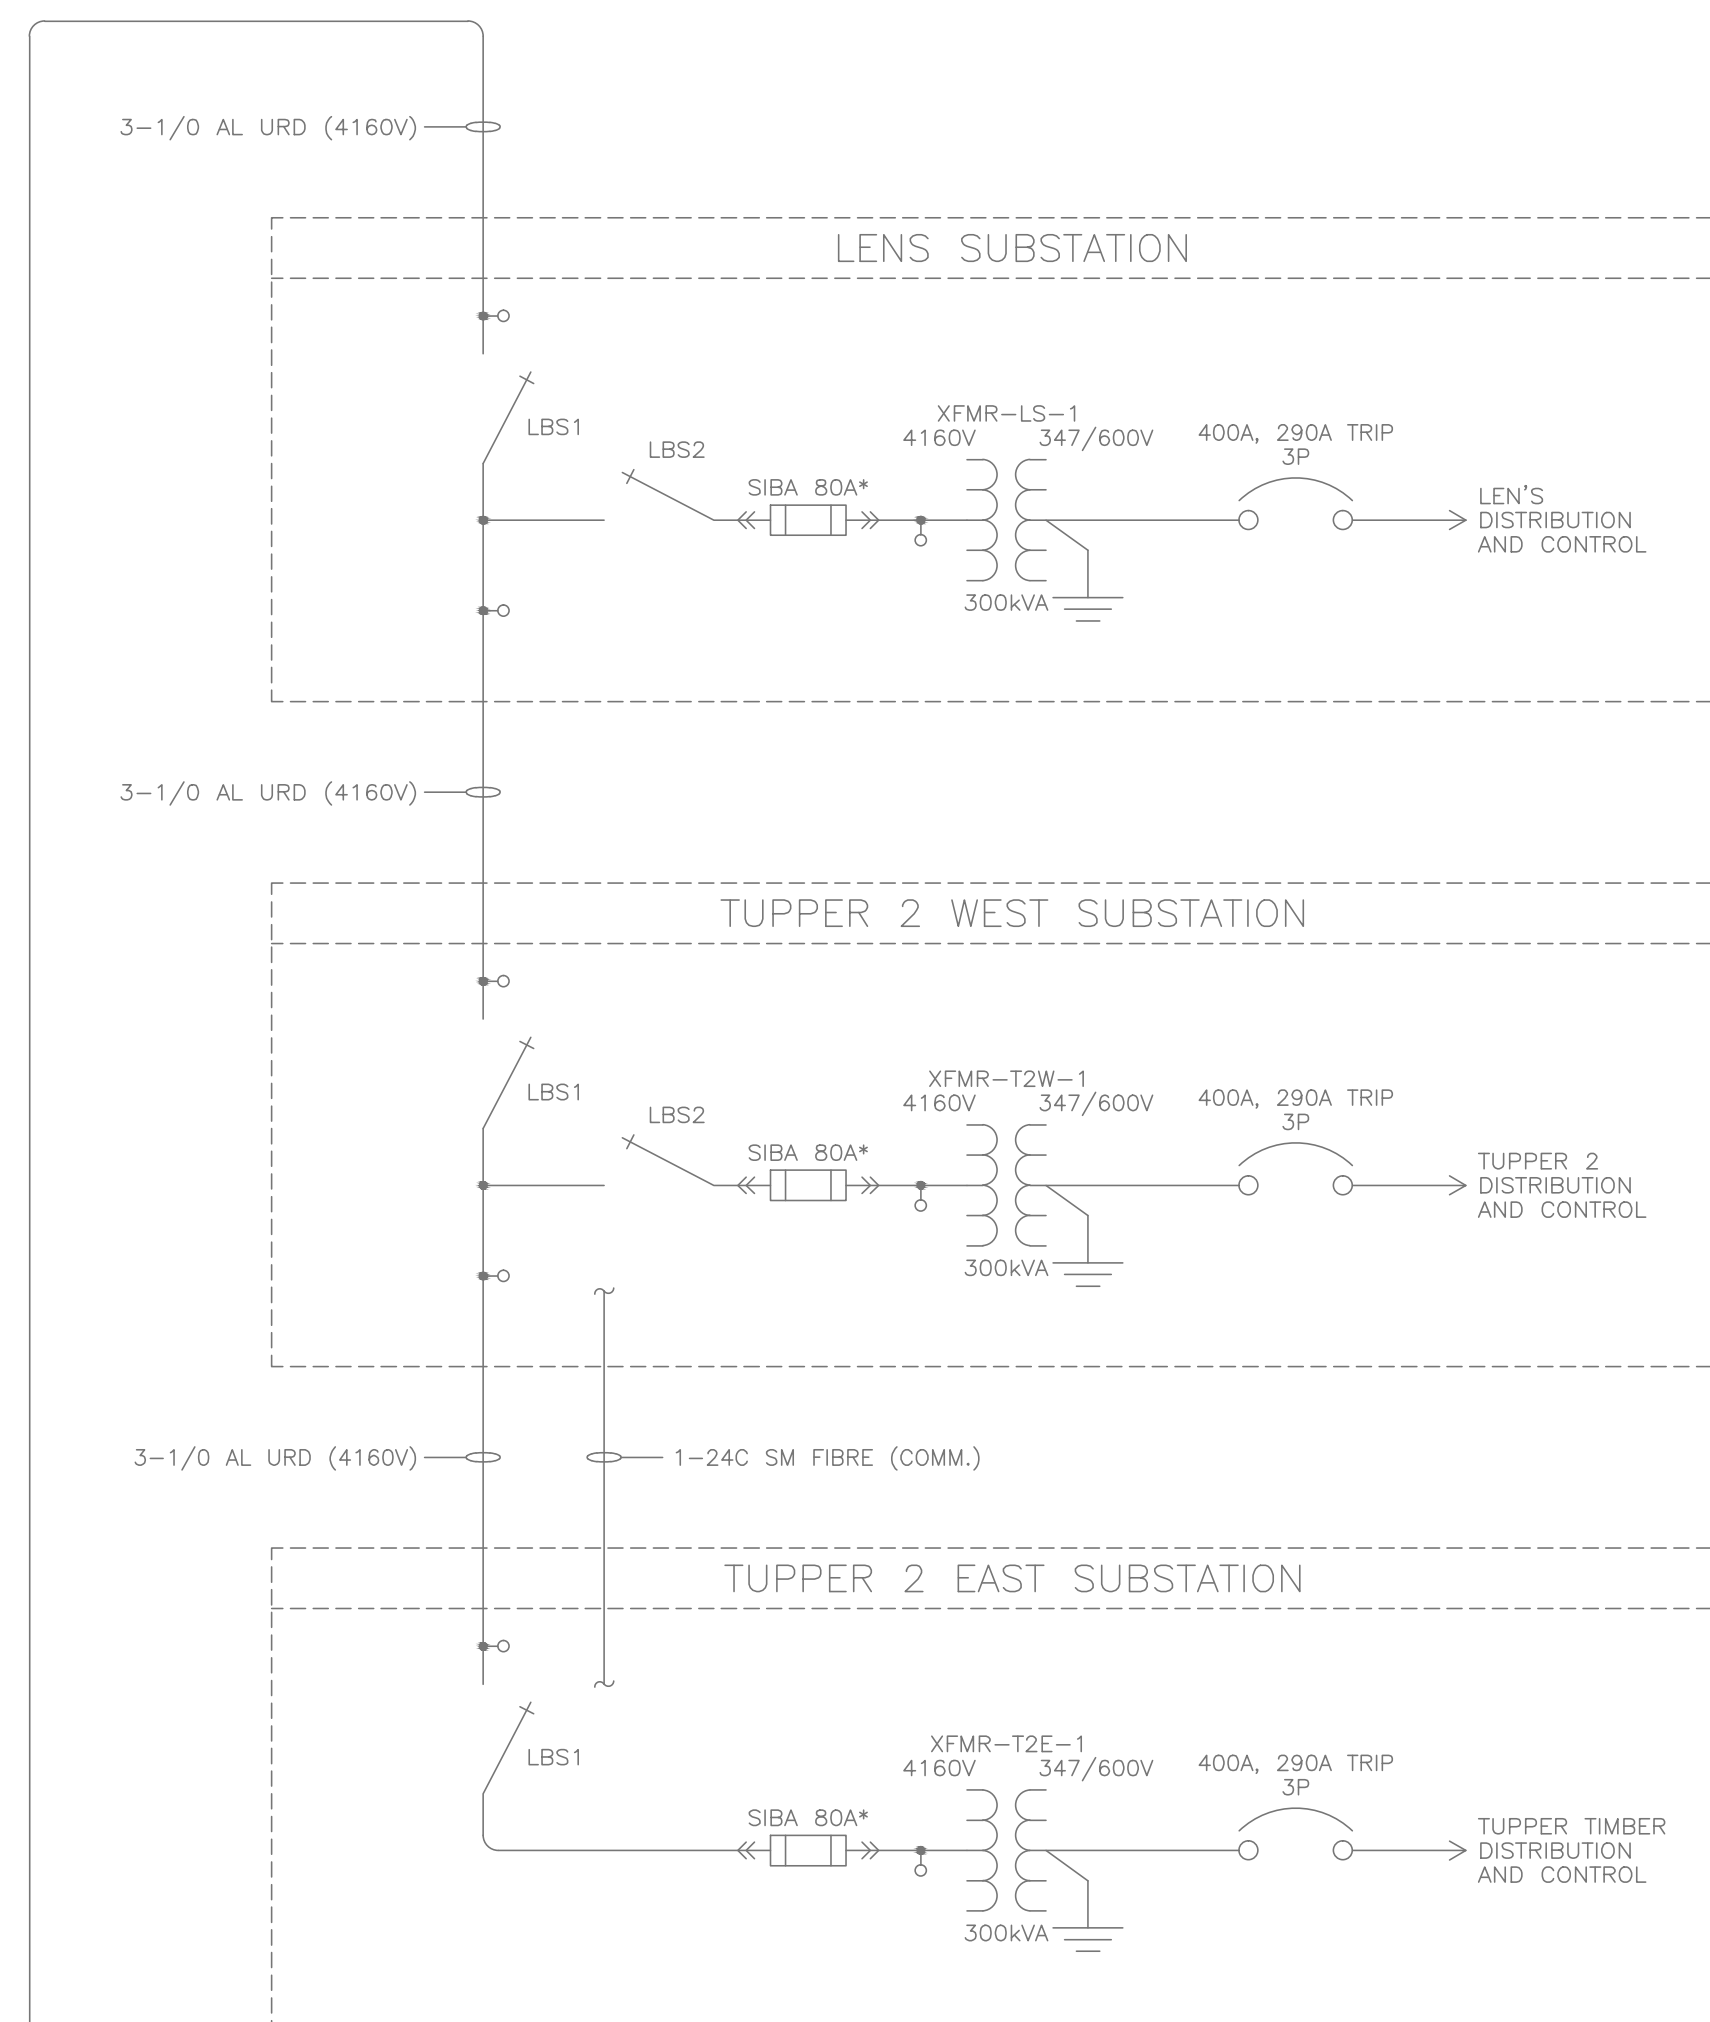 3-1/0 AL URD (4160V)
LENS SUBSTATION
LBS1
LBS2
SIBA 80A*
XFMR-LS-1
4160V
347/600V
300kVA
400A, 290A TRIP
3P
LEN'S
DISTRIBUTION
AND CONTROL
3-1/0 AL URD (4160V)
TUPPER 2 WEST SUBSTATION
LBS1
LBS2
SIBA 80A*
XFMR-T2W-1
4160V
347/600V
300kVA
400A, 290A TRIP
3P
TUPPER 2
DISTRIBUTION
AND CONTROL
3-1/0 AL URD (4160V)
1-24C SM FIBRE (COMM.)
TUPPER 2 EAST SUBSTATION
LBS1
SIBA 80A*
XFMR-T2E-1
4160V
347/600V
300kVA
400A, 290A TRIP
3P
TUPPER TIMBER
DISTRIBUTION
AND CONTROL